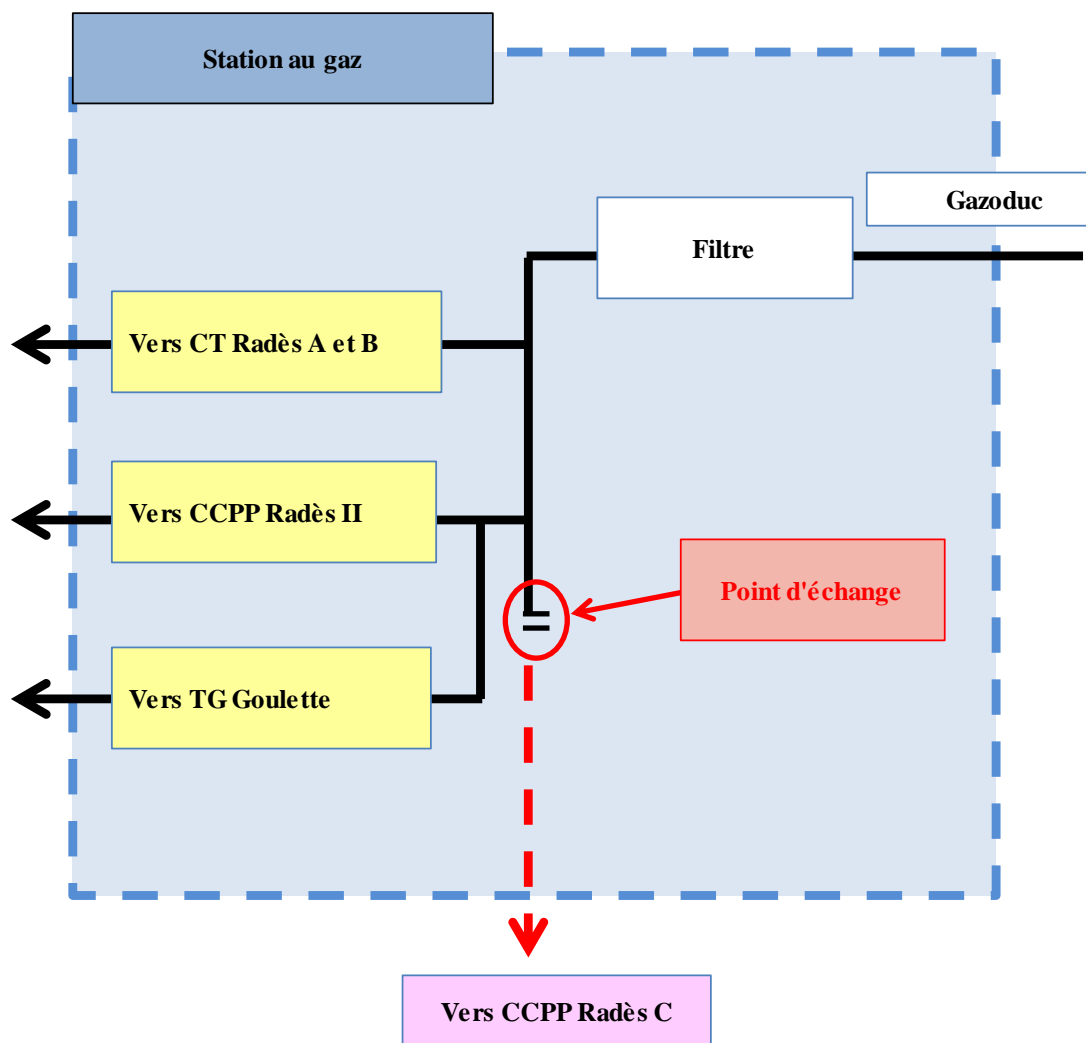 Station au gaz
Gazoduc
Filtre
Vers CT Radès A et B
Vers CCPP Radès II
Point d'échange
Vers TG Goulette
Vers CCPP Radès C